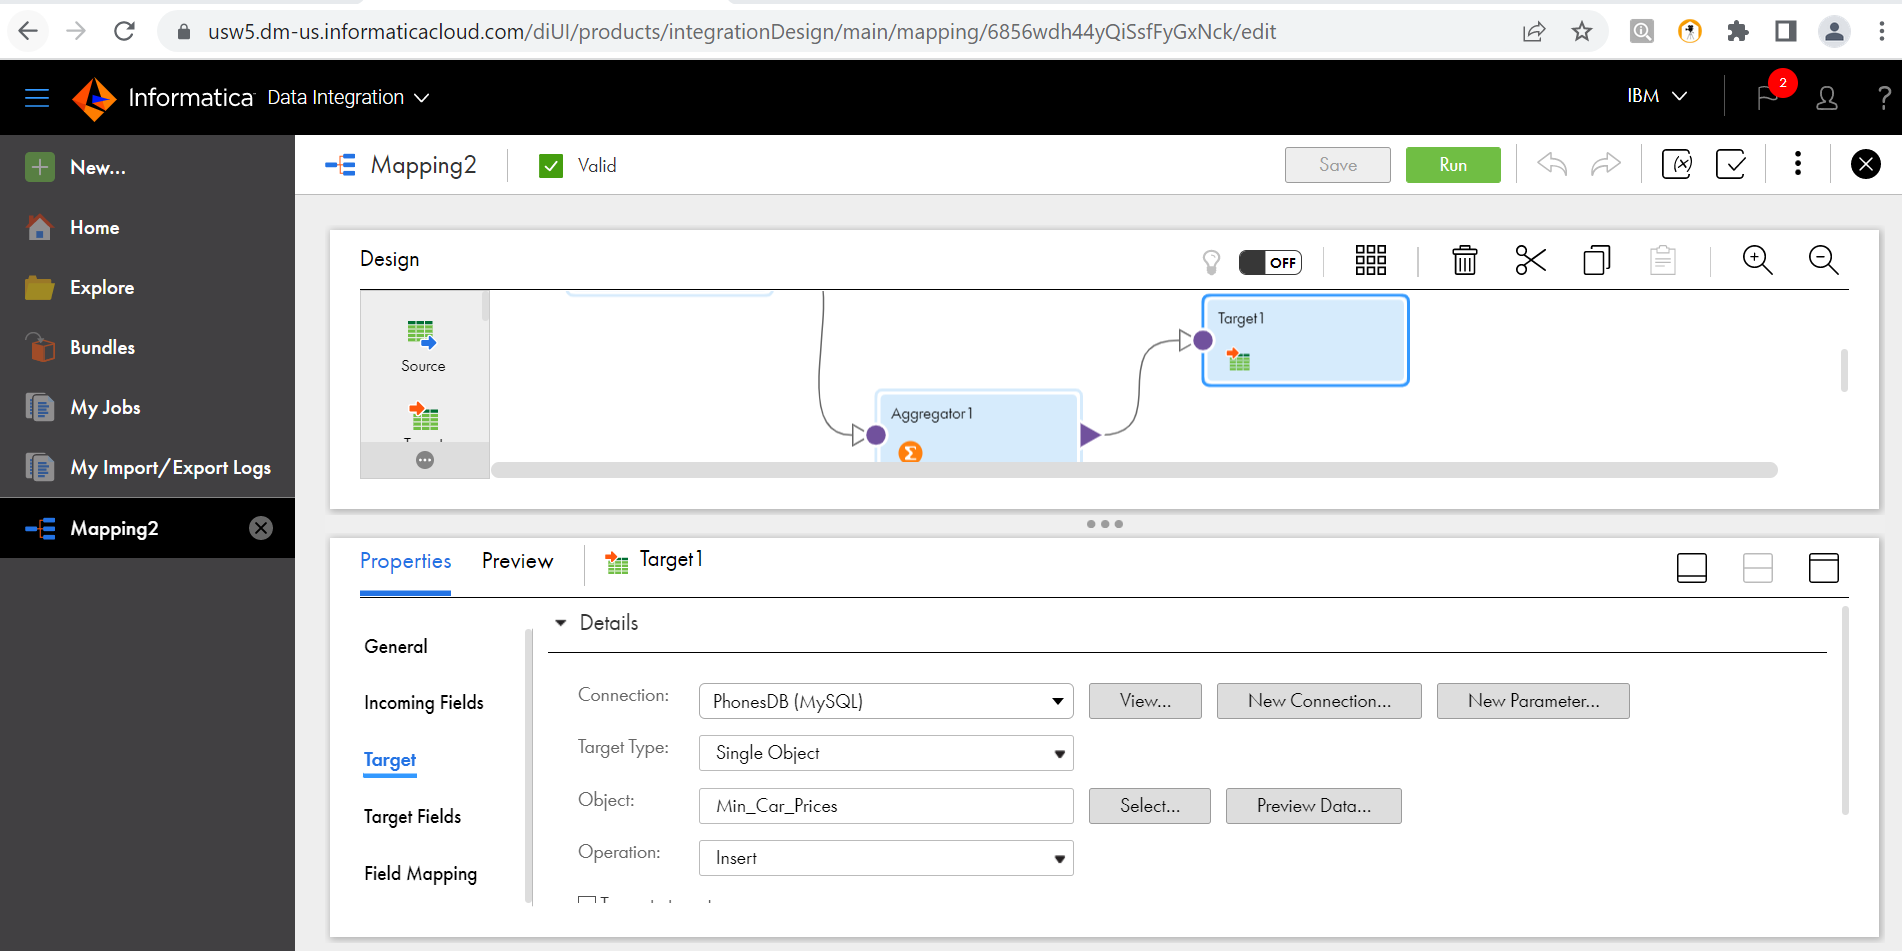 usw5.dm-us.informaticacloud.com/diUI/products/integrationDesign/main/mapping/6856wdh44yQiSsfFyGxNck/edit
Informatica Data Integration
IBM
2
?
New...
Home
Explore
Bundles
My Jobs
My Import/Export Logs
Mapping2
Mapping2
Valid
Save
Run
(x)
Design
OFF
Source
Target1
Aggregator1
Σ
Properties
Preview
Target1
General
Incoming Fields
Target
Target Fields
Field Mapping
Details
Connection:
PhonesDB (MySQL)
View...
New Connection...
New Parameter...
Target Type:
Single Object
Object:
Min_Car_Prices
Select...
Preview Data...
Operation:
Insert